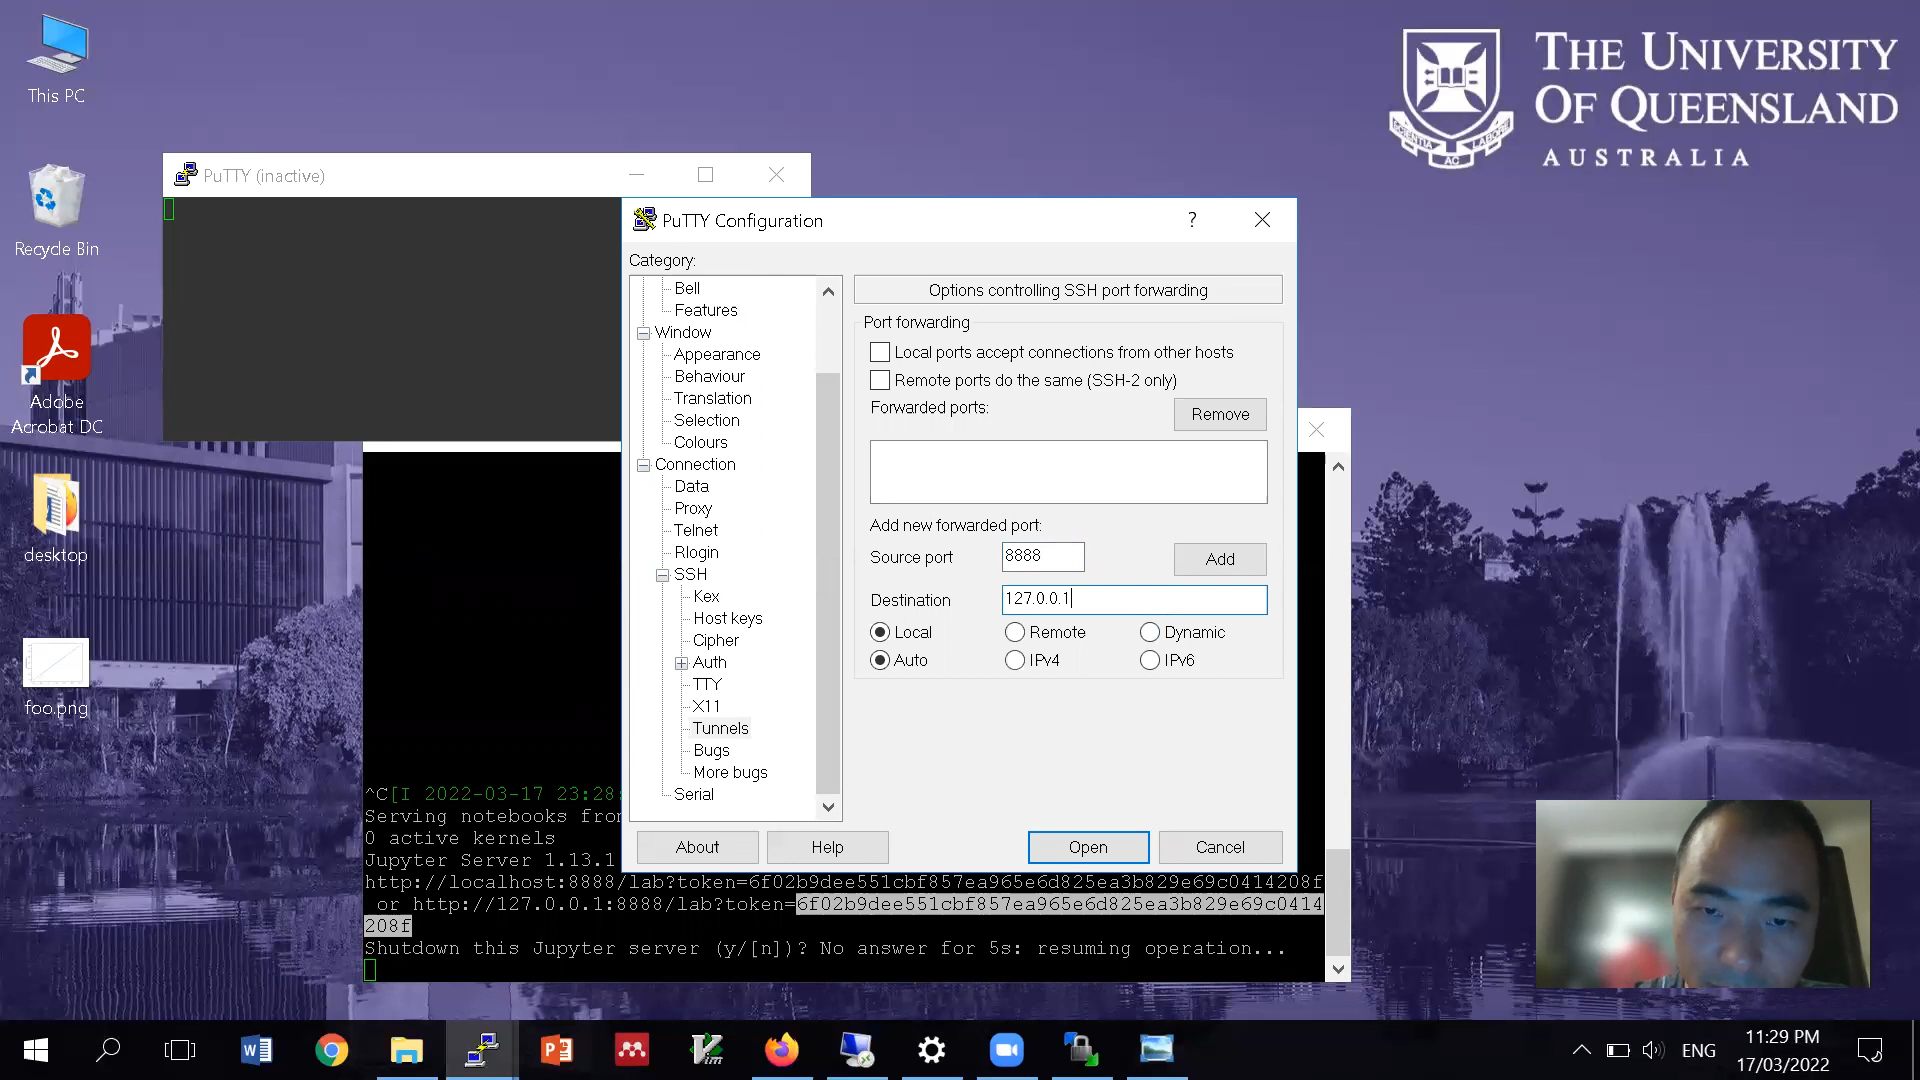 This PC
Recycle Bin
Adobe
Acrobat DC
desktop
foo.png
THE UNIVERSITY
OF QUEENSLAND
AUSTRALIA
SCIENTIA AC LABORE
PuTTY (inactive)
PuTTY Configuration
?
Category:
Bell
Features
Window
Appearance
Behaviour
Translation
Selection
Colours
Connection
Data
Proxy
Telnet
Rlogin
SSH
Kex
Host keys
Cipher
Auth
TTY
X11
Tunnels
Bugs
More bugs
Serial
Options controlling SSH port forwarding
Port forwarding
Local ports accept connections from other hosts
Remote ports do the same (SSH-2 only)
Forwarded ports:
Remove
Add new forwarded port:
Source port
8888
Add
Destination
127.0.0.1
Local
Remote
Dynamic
Auto
IPv4
IPv6
About
Help
Open
Cancel
^C[I 2022-03-17 23:28:
Serving notebooks from
0 active kernels
Jupyter Server 1.13.1
http://localhost:8888/lab?token=6f02b9dee551cbf857ea965e6d825ea3b829e69c0414208f
or http://127.0.0.1:8888/lab?token=6f02b9dee551cbf857ea965e6d825ea3b829e69c0414
208f
Shutdown this Jupyter server (y/[n])? No answer for 5s: resuming operation...
ENG
11:29 PM
17/03/2022